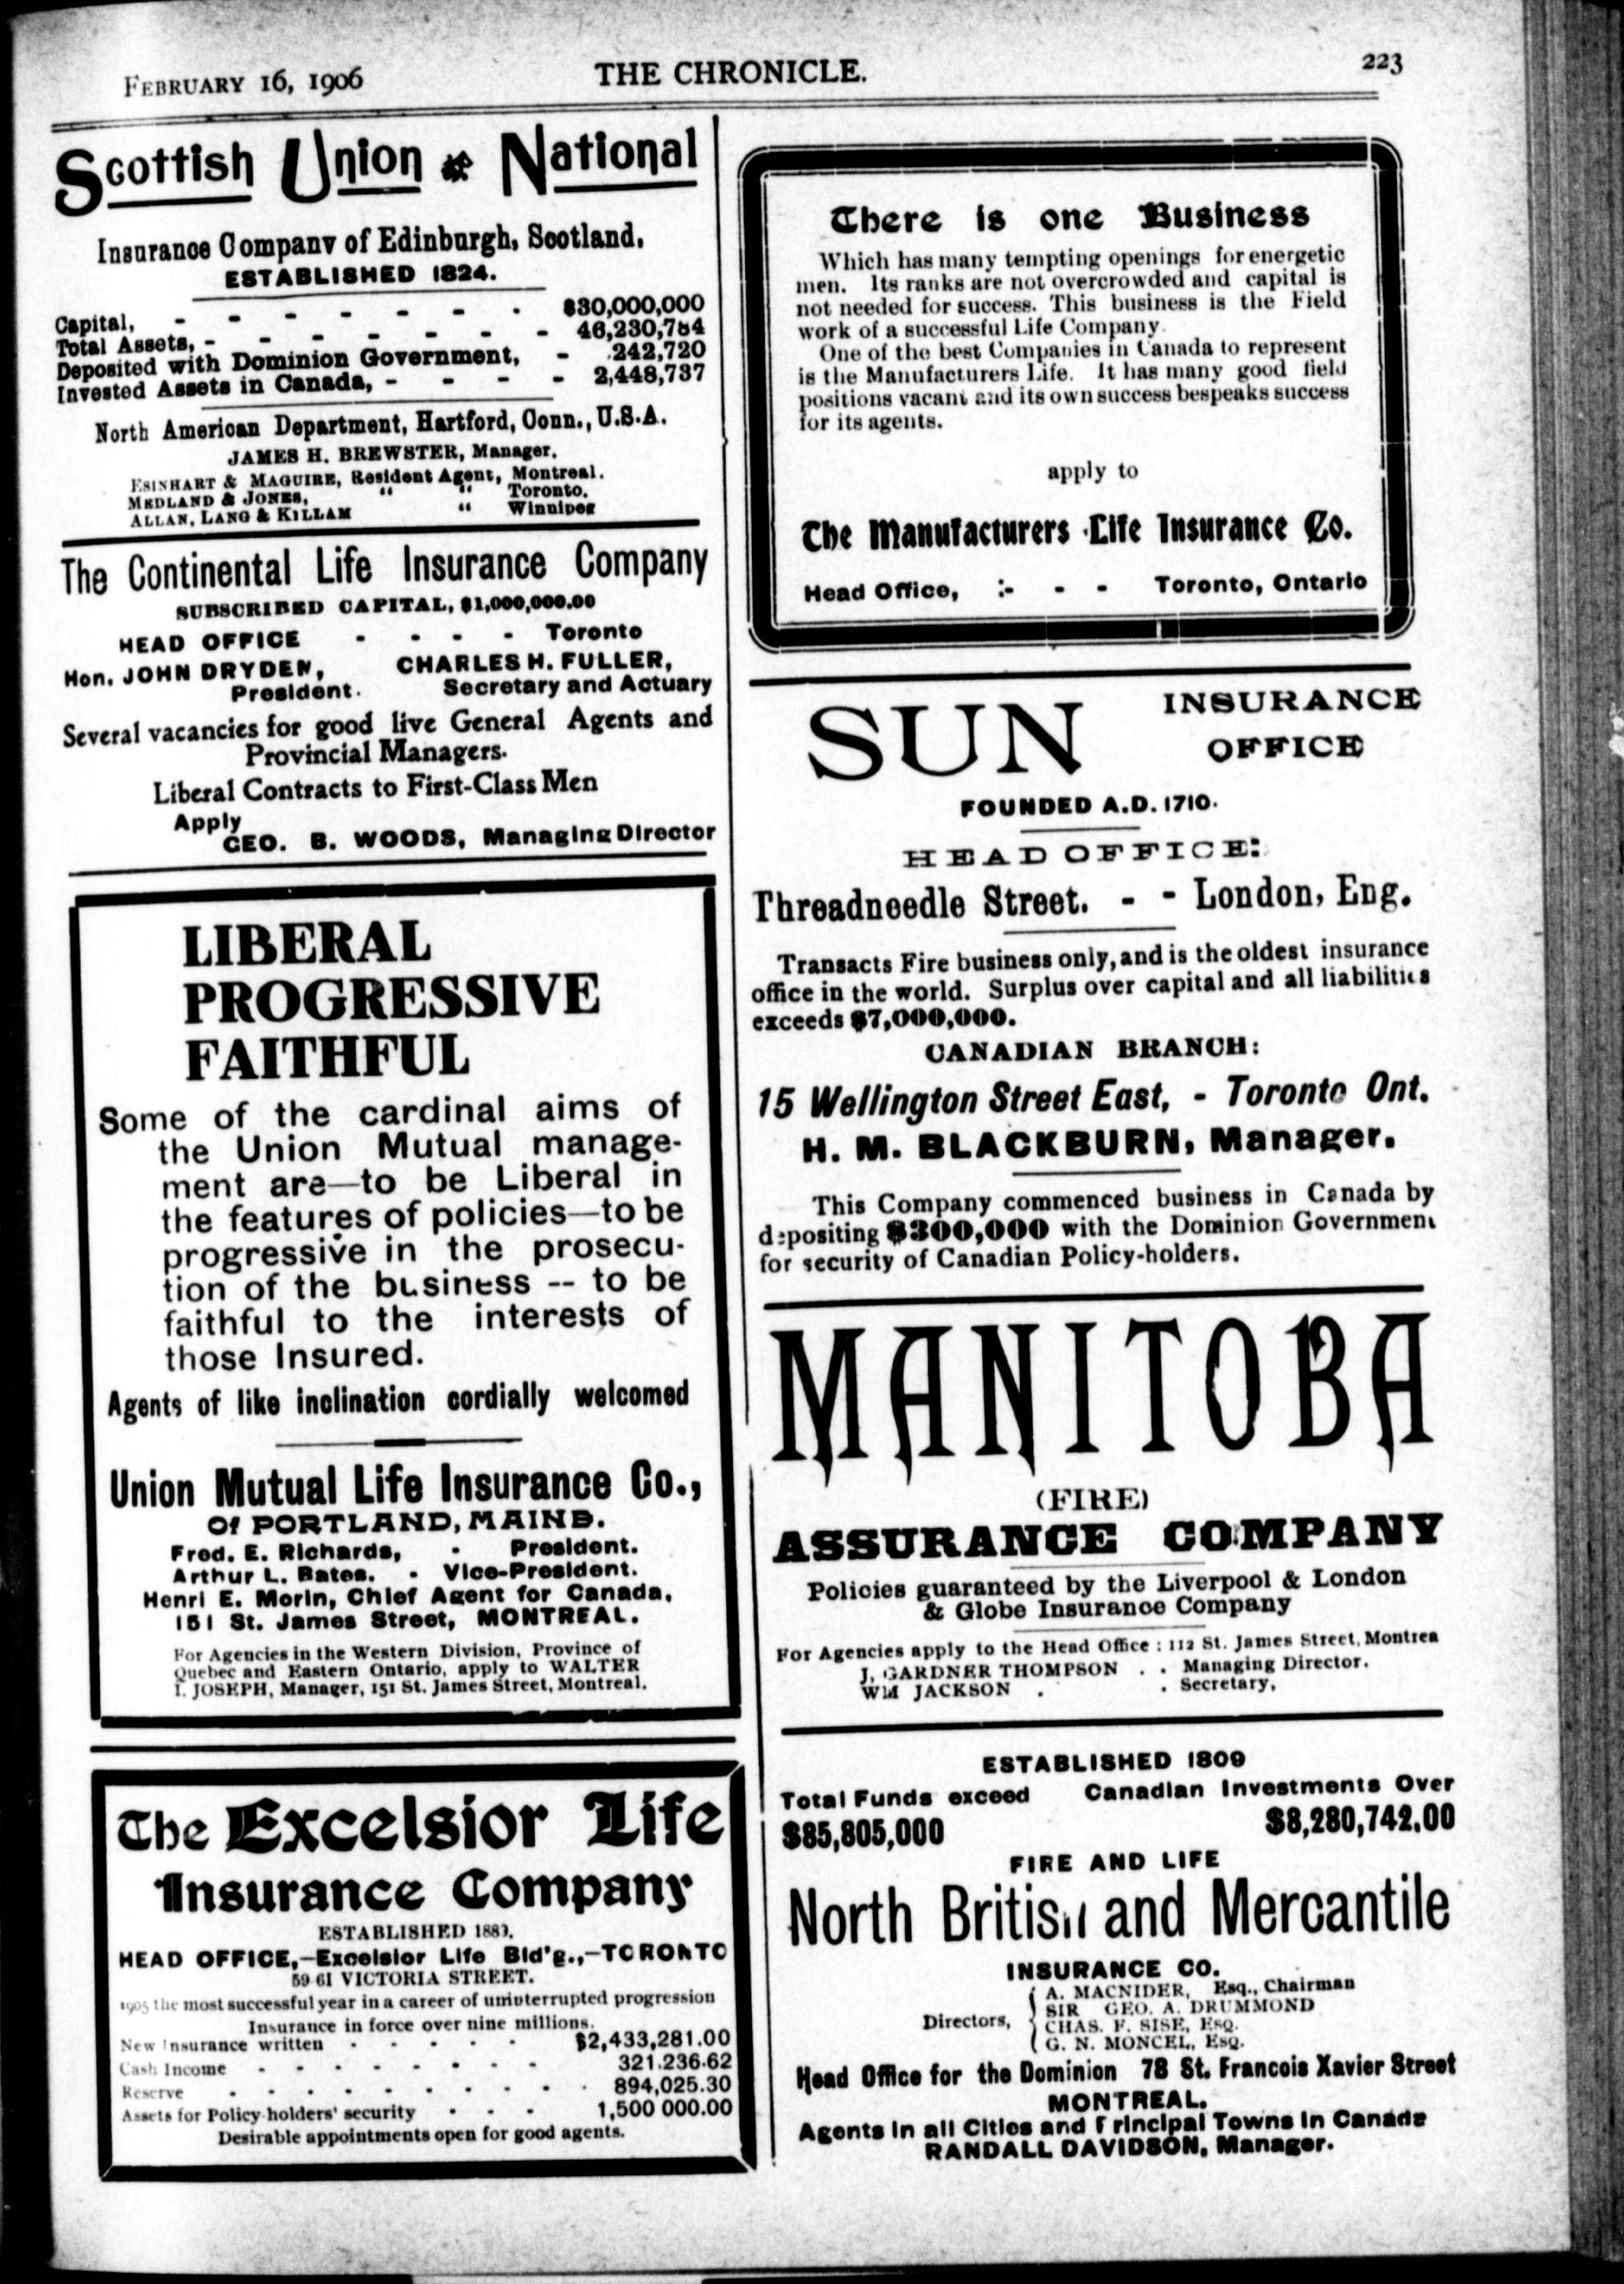 FEBRUARY 16, 1906
THE CHRONICLE.
223
Scottish Union & National
Insurance Company of Edinburgh, Scotland.
ESTABLISHED 1824.
Capital, - - - - - - - $30,000,000
Total Assets, - - - - - - - 46,230,784
Deposited with Dominion Government, - 242,720
Invested Assets in Canada, - - - - 2,448,737
North American Department, Hartford, Conn., U.S.A.
JAMES H. BREWSTER, Manager.
ESINHART & MAGUIRE, Resident Agent, Montreal.
MEDLAND & JONES, " " Toronto.
ALLAN, LANG & KILLAM " Winnipeg
The Continental Life Insurance Company
SUBSCRIBED CAPITAL, $1,000,000.00
HEAD OFFICE - - - - Toronto
Hon. JOHN DRYDEN, CHARLES H. FULLER,
President. Secretary and Actuary
Several vacancies for good live General Agents and
Provincial Managers.
Liberal Contracts to First-Class Men
Apply
GEO. B. WOODS, Managing Director
LIBERAL
PROGRESSIVE
FAITHFUL
Some of the cardinal aims of
the Union Mutual manage-
ment are—to be Liberal in
the features of policies—to be
progressive in the prosecu-
tion of the business -- to be
faithful to the interests of
those Insured.
Agents of like inclination cordially welcomed
Union Mutual Life Insurance Co.,
Of PORTLAND, MAINE.
Fred. E. Richards, - President.
Arthur L. Bates. - Vice-President.
Henri E. Morin, Chief Agent for Canada,
151 St. James Street, MONTREAL.
For Agencies in the Western Division, Province of
Quebec and Eastern Ontario, apply to WALTER
I. JOSEPH, Manager, 151 St. James Street, Montreal.
The Excelsior Life
Insurance Company
ESTABLISHED
HEAD OFFICE,—Excelsior Life Bld'g.,—TORONTO
59-61 VICTORIA STREET.
1905 the most successful year in a career of uninterrupted progression
Insurance in force over nine millions.
New Insurance written - - - - - $2,433,281.00
Cash Income - - - - - - - 321.236.62
Reserve - - - - - - - - - 894,025.30
Assets for Policy-holders' security - - - 1,500 000.00
Desirable appointments open for good agents.
There is one Business
Which has many tempting openings for energetic
men. Its ranks are not overcrowded and capital is
not needed for success. This business is the Field
work of a successful Life Company.
One of the best Companies in Canada to represent
is the Manufacturers Life. It has many good field
positions vacant and its own success bespeaks success
for its agents.
apply to
The Manufacturers Life Insurance Co.
Head Office, :- - - Toronto, Ontario
SUN INSURANCE
OFFICE
FOUNDED A.D. 1710.
HEAD OFFICE:
Threadneedle Street. - - London, Eng.
Transacts Fire business only, and is the oldest insurance
office in the world. Surplus over capital and all liabilities
exceeds $7,000,000.
CANADIAN BRANCH:
15 Wellington Street East, - Toronto Ont.
H. M. BLACKBURN, Manager.
This Company commenced business in Canada by
depositing $300,000 with the Dominion Government
for security of Canadian Policy-holders.
MANITOBA
(FIRE)
ASSURANCE COMPANY
Policies guaranteed by the Liverpool & London
& Globe Insurance Company
For Agencies apply to the Head Office : 112 St. James Street, Montrea
J. GARDNER THOMPSON . . Managing Director.
WM JACKSON . . Secretary,
ESTABLISHED 1809
Total Funds exceed Canadian Investments Over
$85,805,000 $8,280,742.00
FIRE AND LIFE
North British and Mercantile
INSURANCE CO.
Directors, A. MACNIDER, Esq., Chairman
SIR GEO. A. DRUMMOND
CHAS. F. SISE, ESQ.
G. N. MONCEL, ESQ.
Head Office for the Dominion 78 St. Francois Xavier Street
MONTREAL.
Agents in all Cities and Principal Towns in Canada
RANDALL DAVIDSON, Manager.